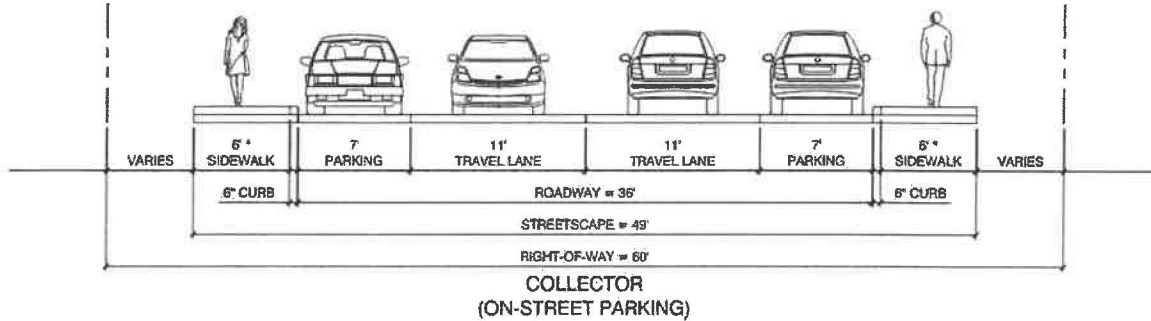 6' * 7' 11' 11' 7' 6' *
VARIES SIDEWALK PARKING TRAVEL LANE TRAVEL LANE PARKING SIDEWALK VARIES
6" CURB ROADWAY = 36' 6" CURB
STREETSCAPE = 49'
RIGHT-OF-WAY = 60'
COLLECTOR
(ON-STREET PARKING)